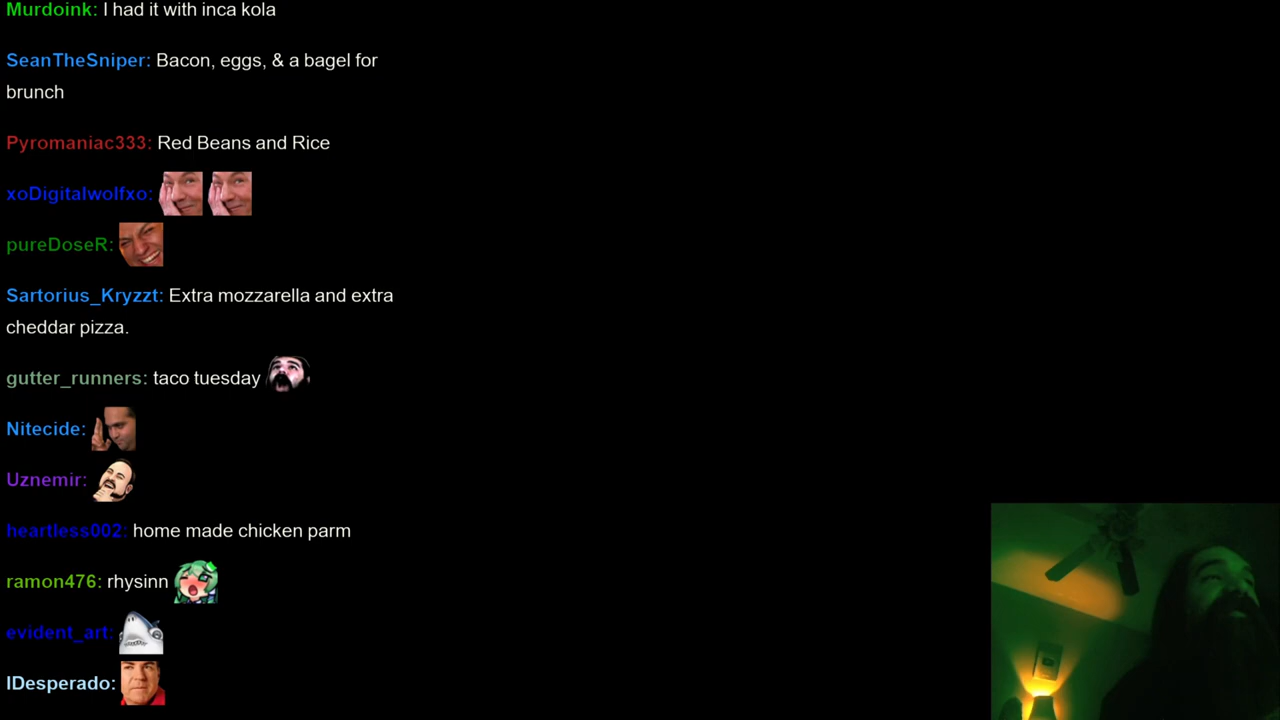 Murdoink: I had it with inca kola
SeanTheSniper: Bacon, eggs, & a bagel for
brunch
Pyromaniac333: Red Beans and Rice
xoDigitalwolfxo:
pureDoseR:
Sartorius_Kryzzt: Extra mozzarella and extra
cheddar pizza.
gutter_runners: taco tuesday
Nitecide:
Uznemir:
heartless002: home made chicken parm
ramon476: rhysinn
evident_art:
IDesperado: